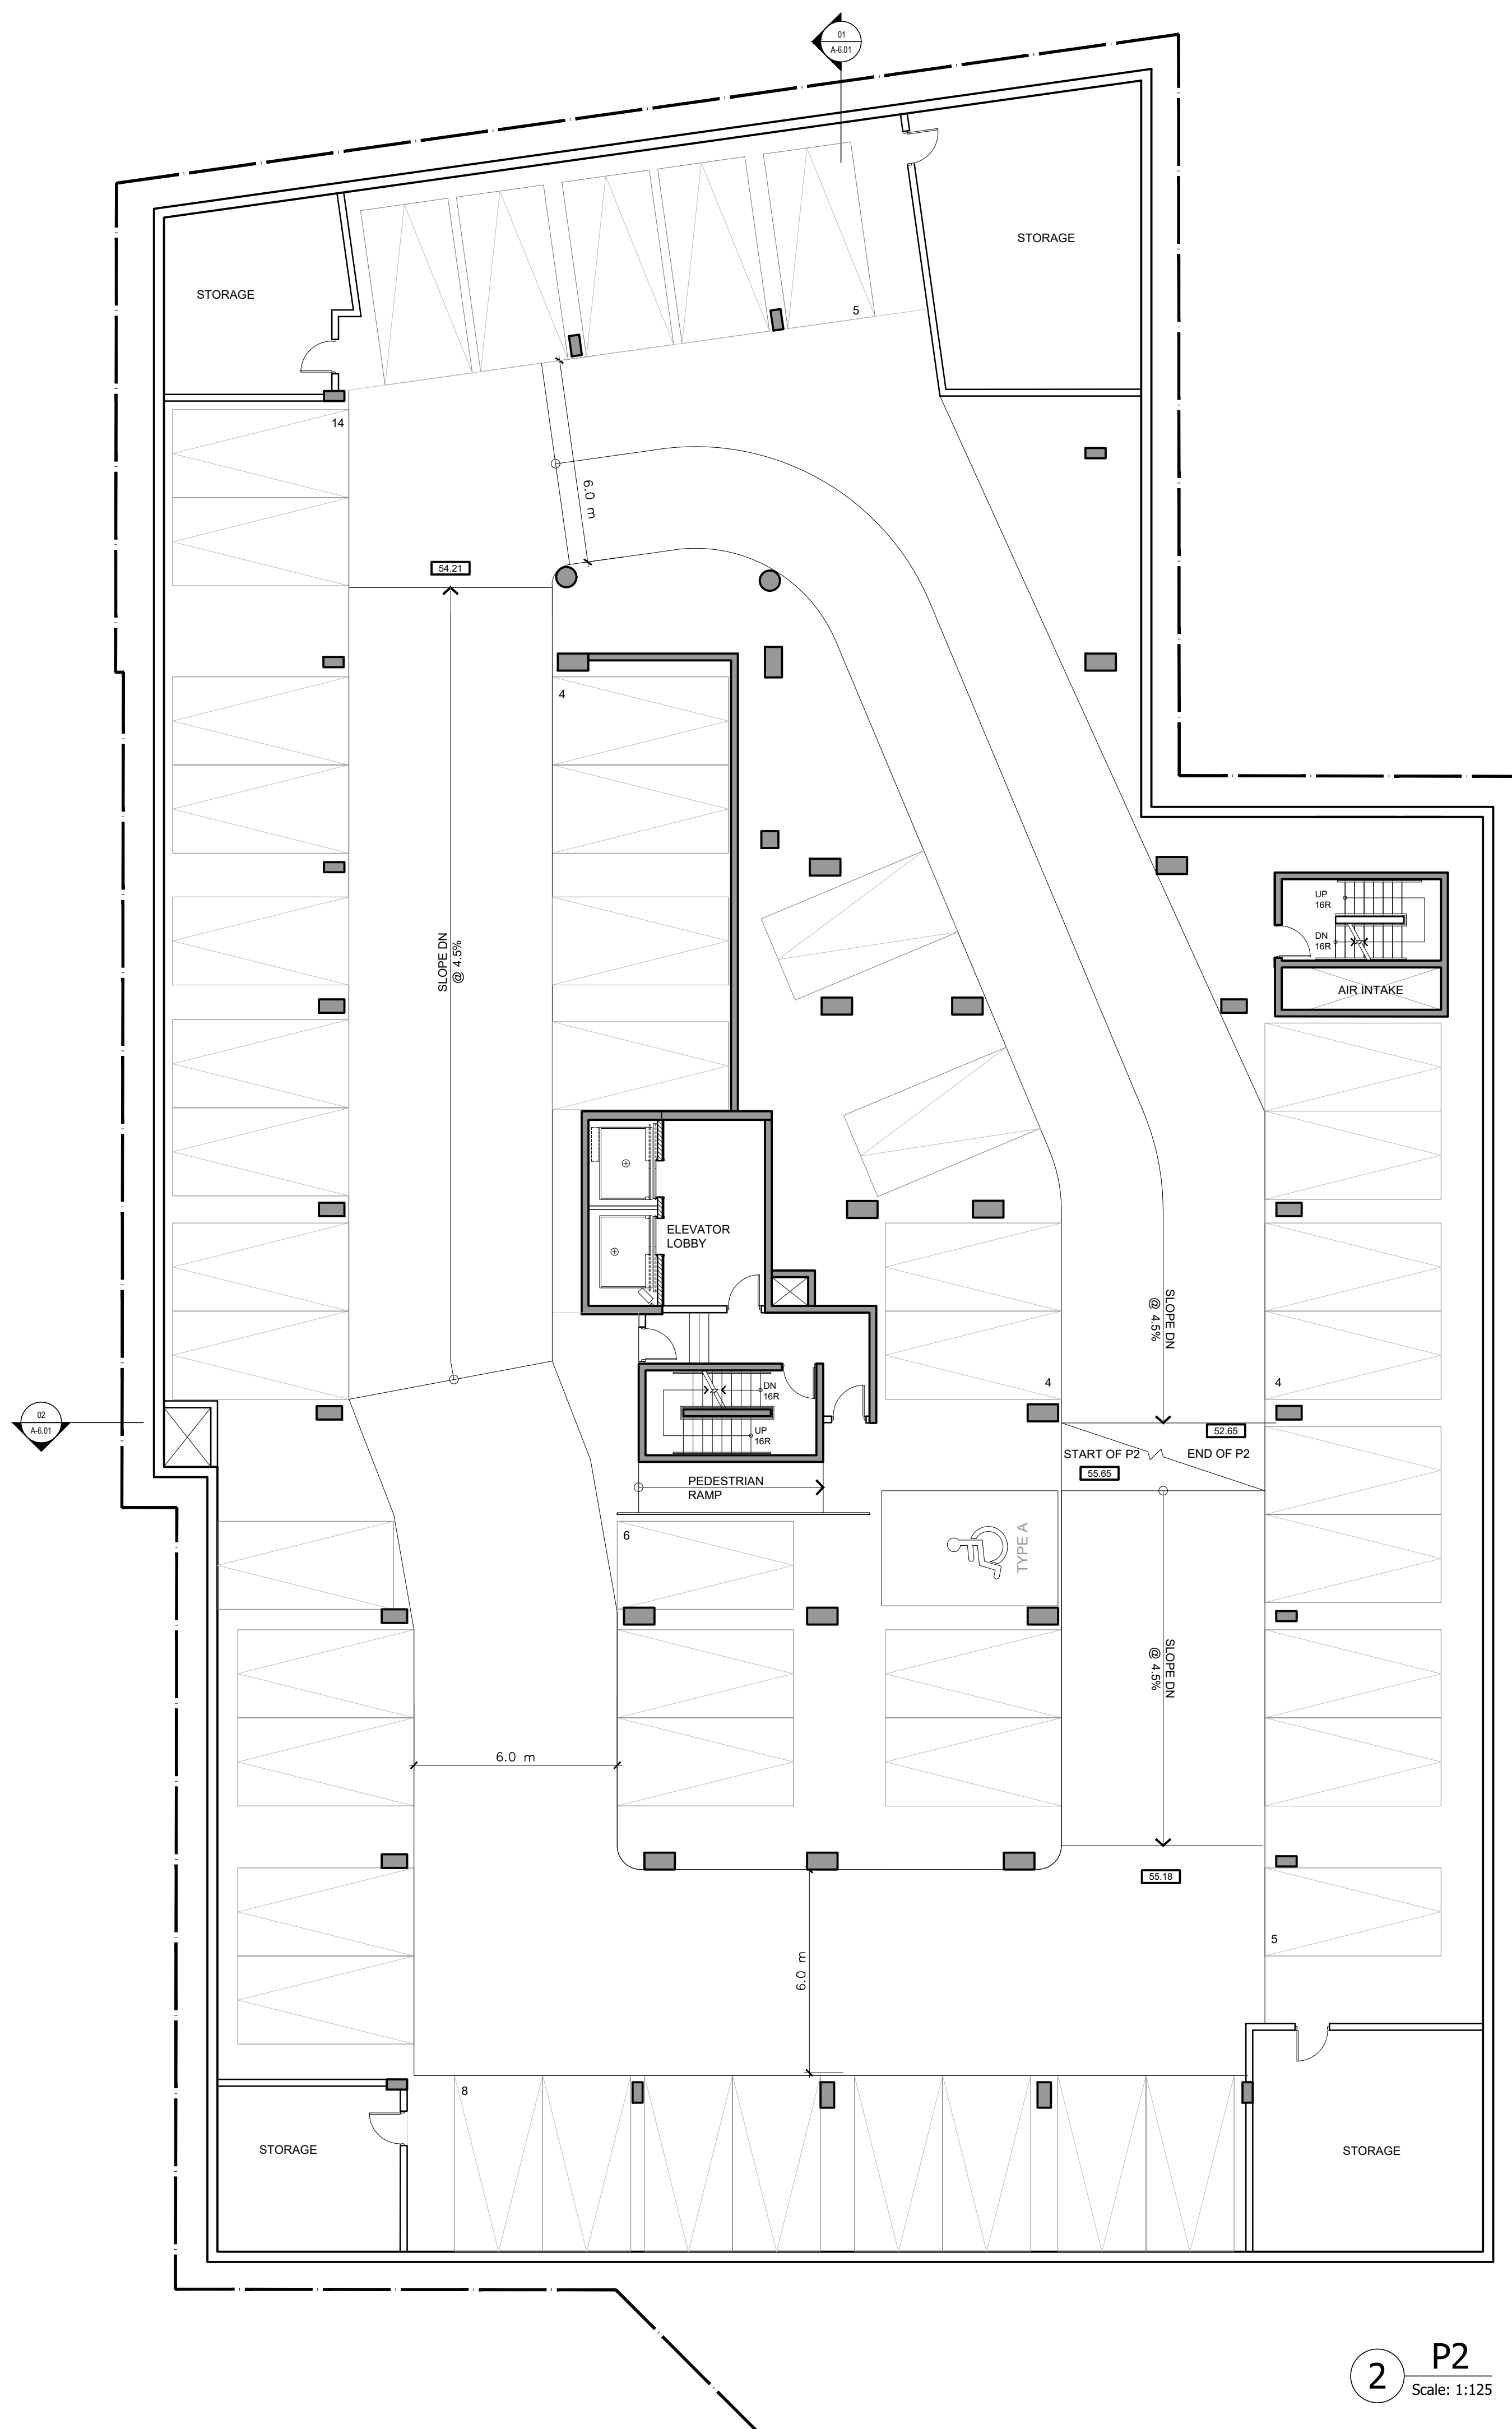 01
A-6.01
STORAGE
STORAGE
5
14
6.0 m
54.21
4
SLOPE DN
@ 4.5%
UP
16R
DN
16R
AIR INTAKE
ELEVATOR
LOBBY
SLOPE DN
@ 4.5%
4
4
DN
16R
UP
16R
02
A-6.01
52.65
START OF P2
END OF P2
55.65
PEDESTRIAN
RAMP
6
TYPE A
SLOPE DN
@ 4.5%
6.0 m
55.18
5
6.0 m
8
STORAGE
STORAGE
2
P2
Scale: 1:125